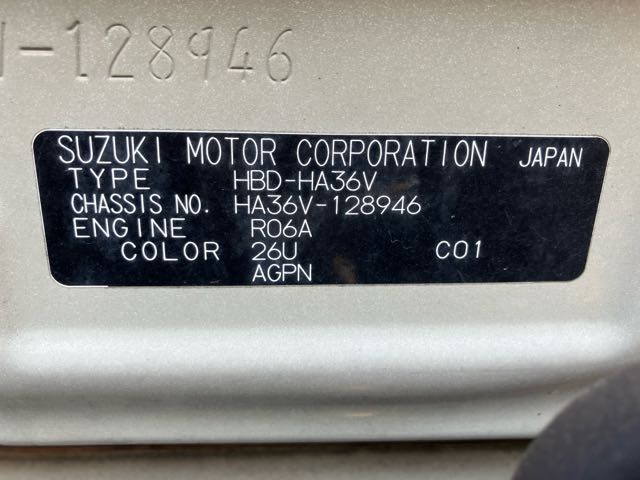 V-128946
SUZUKI MOTOR CORPORATION JAPAN
TYPE HBD-HA36V
CHASSIS NO. HA36V-128946
ENGINE R06A
COLOR 26U C01
AGPN